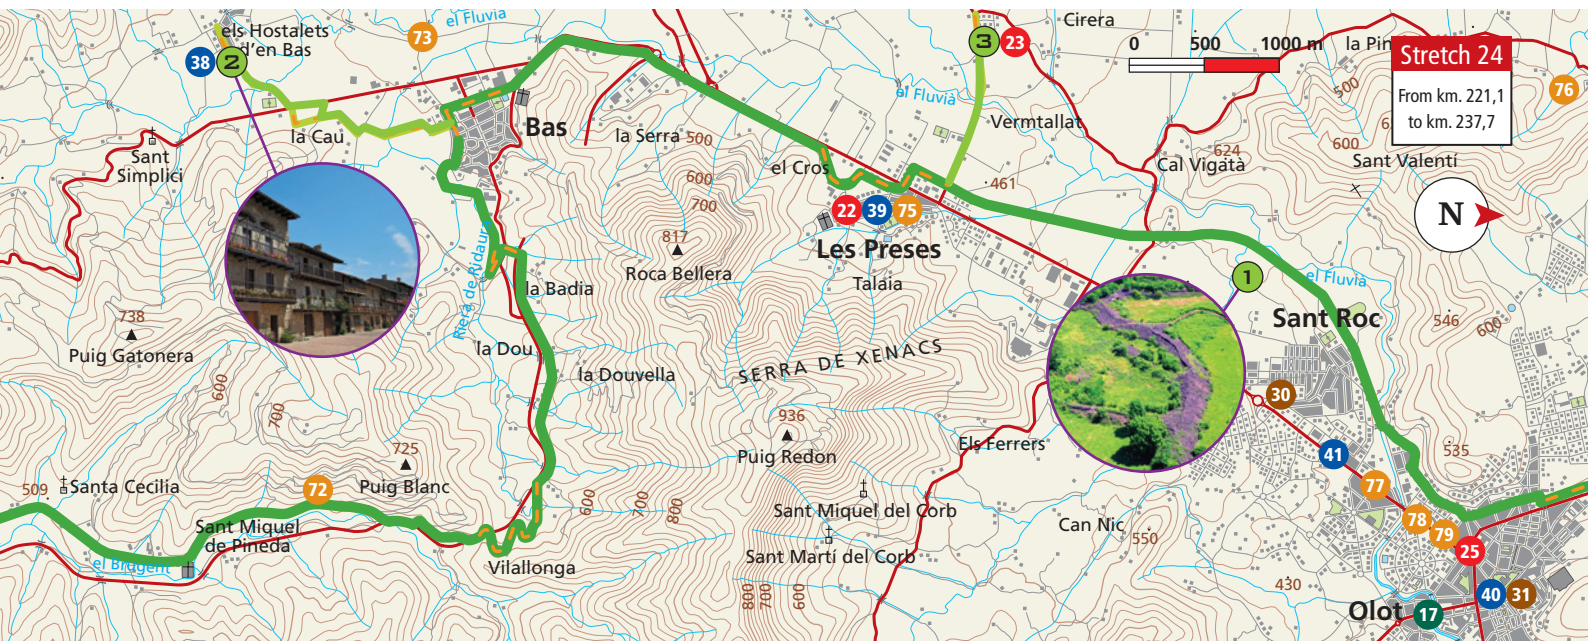 els Hostalets
d'en Bas
38
2
73
el Fluvià
3
23
Cirera
0 500 1000 m
la Pin
Stretch 24
From km. 221,1
to km. 237,7
76
500
600
Sant Valentí
N
el Fluvià
Vermtallat
624
Cal Vigatà
461
Bas
la Serra
500
600
700
el Cros
22
39
75
Les Preses
Talaia
817
Roca Bellera
la Cau
Sant
Simplici
Riera de Ridaura
la Badia
la Dou
la Douvella
738
Puig Gatonera
600
700
725
Puig Blanc
SERRA DE XENACS
936
Puig Redon
Els Ferrers
1
el Fluvià
Sant Roc
546
600
30
41
77
78
79
25
535
509
Santa Cecilia
72
Sant Miquel
de Pineda
el Brugent
Vilallonga
600
700
800
Sant Miquel del Corb
Sant Martí del Corb
800
700
600
Can Nic
550
430
Olot
17
40
31